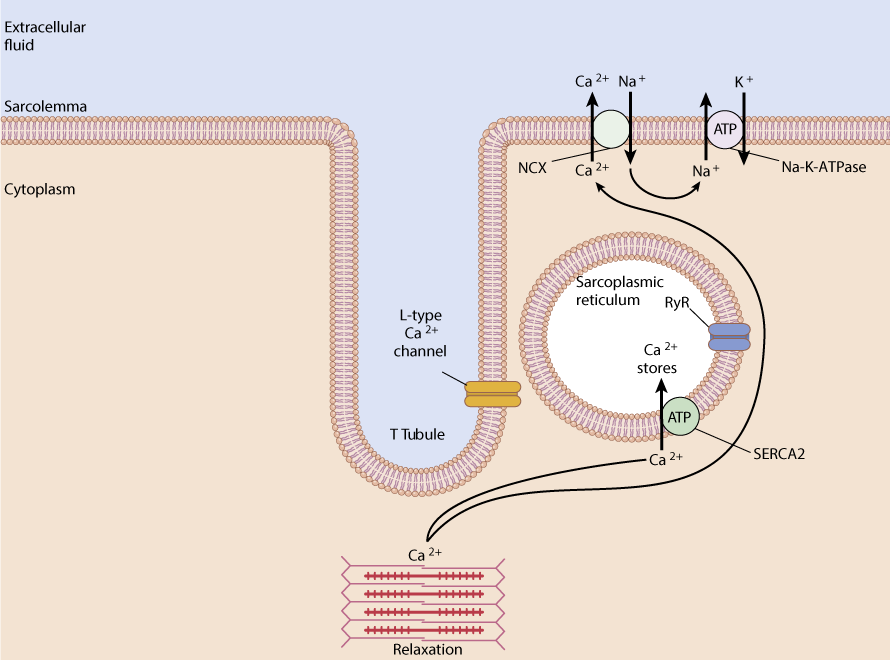 Extracellular
fluid
Ca 2+ Na+ K+
Sarcolemma
ATP
NCX Ca 2+ Na+ Na-K-ATPase
Cytoplasm
Sarcoplasmic
reticulum
RyR
L-type
Ca 2+
channel
Ca 2+
stores
ATP
T Tubule
Ca 2+
SERCA2
Ca 2+
Relaxation